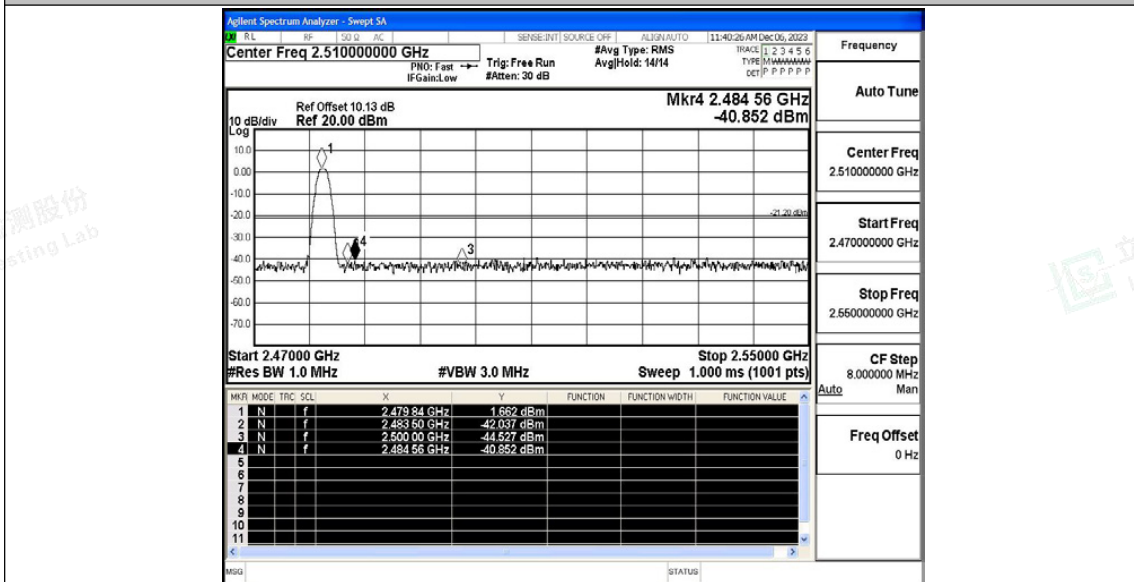 Agilent Spectrum Analyzer - Swept SA
RL RF 50 Ω AC SENSE:INT SOURCE OFF ALIGNAUTO 11:40:26 AM Dec 06, 2023
Center Freq 2.510000000 GHz
PNO: Fast
IFGain:Low
Trig: Free Run
#Atten: 30 dB
#Avg Type: RMS
Avg|Hold: 14/14
TRACE 1 2 3 4 5 6
TYPE MWWWWW
DET P P P P P P
Mkr4 2.484 56 GHz
-40.852 dBm
Ref Offset 10.13 dB
10 dB/div Ref 20.00 dBm
Log
10.0
0.00
-10.0
-20.0
-30.0
-40.0
-50.0
-60.0
-70.0
1
4
3
-21.20 dBm
Start 2.47000 GHz Stop 2.55000 GHz
#Res BW 1.0 MHz #VBW 3.0 MHz Sweep 1.000 ms (1001 pts)
MKR MODE TRC SCL X Y FUNCTION FUNCTION WIDTH FUNCTION VALUE
1 N f 2.479 84 GHz 1.662 dBm
2 N f 2.483 50 GHz -42.037 dBm
3 N f 2.500 00 GHz -44.527 dBm
4 N f 2.484 56 GHz -40.852 dBm
5
6
7
8
9
10
11
MSG STATUS
Frequency
Auto Tune
Center Freq
2.510000000 GHz
Start Freq
2.470000000 GHz
Stop Freq
2.550000000 GHz
CF Step
8.000000 MHz
Auto Man
Freq Offset
0 Hz
测股份
sting Lab
立